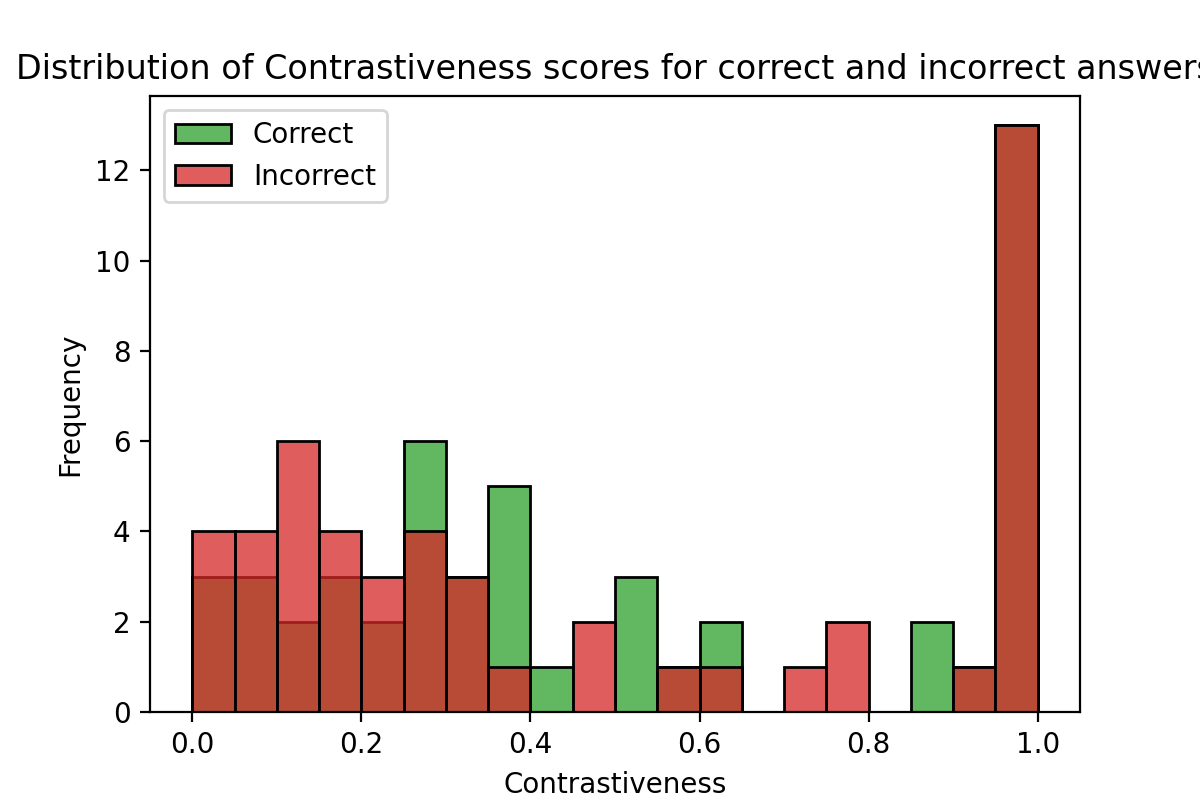 Distribution of Contrastiveness scores for correct and incorrect answers
Correct
Incorrect
12
10
8
6
4
2
0
Frequency
0.0 0.2 0.4 0.6 0.8 1.0
Contrastiveness